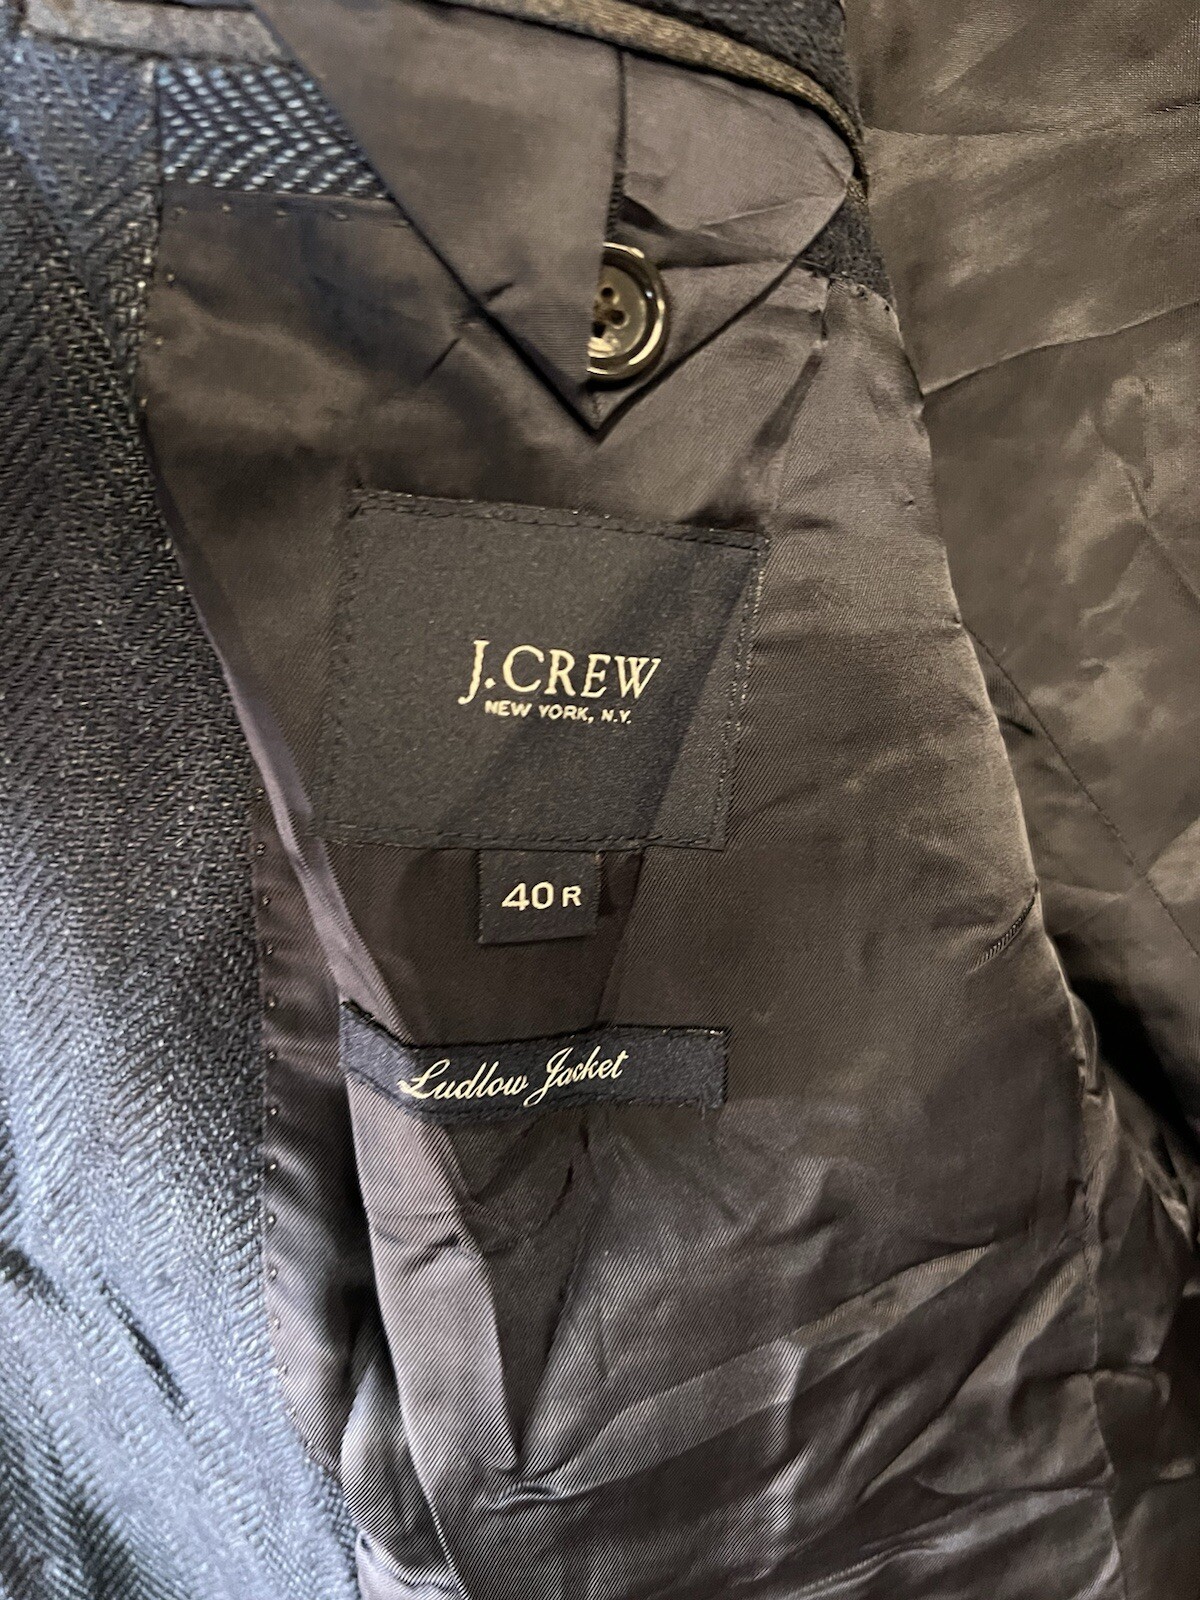 J.CREW
NEW YORK, N.Y.
40 R
Ludlow Jacket